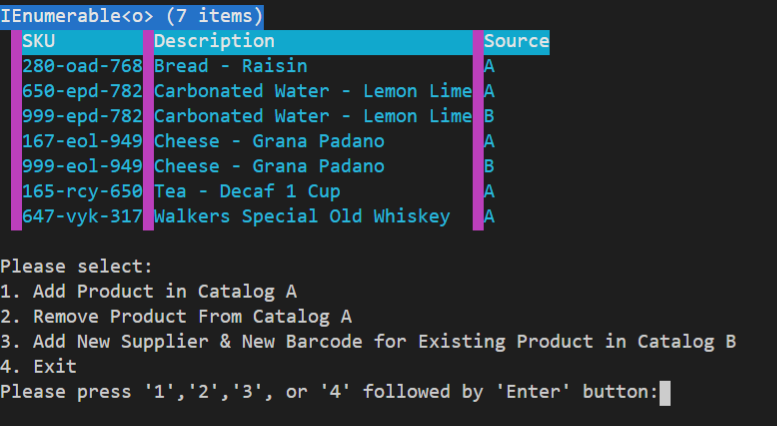 IEnumerable<o> (7 items)
SKU Description Source
280-oad-768 Bread - Raisin A
650-epd-782 Carbonated Water - Lemon Lime A
999-epd-782 Carbonated Water - Lemon Lime B
167-eol-949 Cheese - Grana Padano A
999-eol-949 Cheese - Grana Padano B
165-rcy-650 Tea - Decaf 1 Cup A
647-vyk-317 Walkers Special Old Whiskey A
Please select:
1. Add Product in Catalog A
2. Remove Product From Catalog A
3. Add New Supplier & New Barcode for Existing Product in Catalog B
4. Exit
Please press '1','2','3', or '4' followed by 'Enter' button: